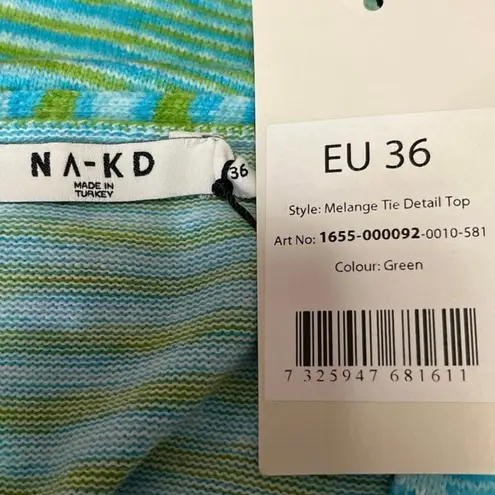 NA-KD
MADE IN
TURKEY
36
EU 36
Style: Melange Tie Detail Top
Art No: 1655-000092-0010-581
Colour: Green
7 325947 681611